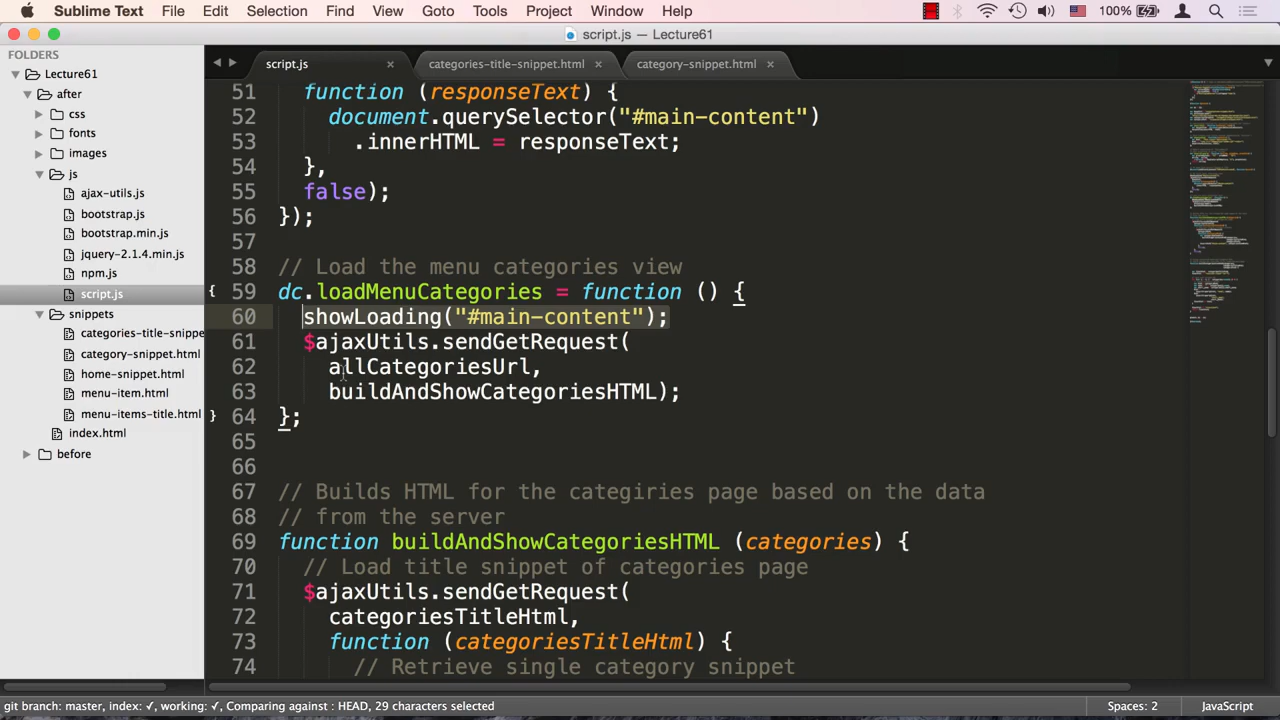 Sublime Text File Edit Selection Find View Goto Tools Project Window Help 100%
script.js — Lecture61
FOLDERS
Lecture61
after
css
fonts
images
js
ajax-utils.js
bootstrap.js
bootstrap.min.js
jquery-2.1.4.min.js
npm.js
script.js
snippets
categories-title-snippe
category-snippet.html
home-snippet.html
menu-item.html
menu-items-title.html
index.html
before
script.js × categories-title-snippet.html × category-snippet.html ×
51 function (responseText) {
52 document.querySelector("#main-content")
53 .innerHTML = responseText;
54 },
55 false);
56 });
57
58 // Load the menu categories view
59 dc.loadMenuCategories = function () {
60 showLoading("#main-content");
61 $ajaxUtils.sendGetRequest(
62 allCategoriesUrl,
63 buildAndShowCategoriesHTML);
64 };
65
66
67 // Builds HTML for the categiries page based on the data
68 // from the server
69 function buildAndShowCategoriesHTML (categories) {
70 // Load title snippet of categories page
71 $ajaxUtils.sendGetRequest(
72 categoriesTitleHtml,
73 function (categoriesTitleHtml) {
74 // Retrieve single category snippet
git branch: master, index: ✓, working: ✓, Comparing against : HEAD, 29 characters selected Spaces: 2 JavaScript